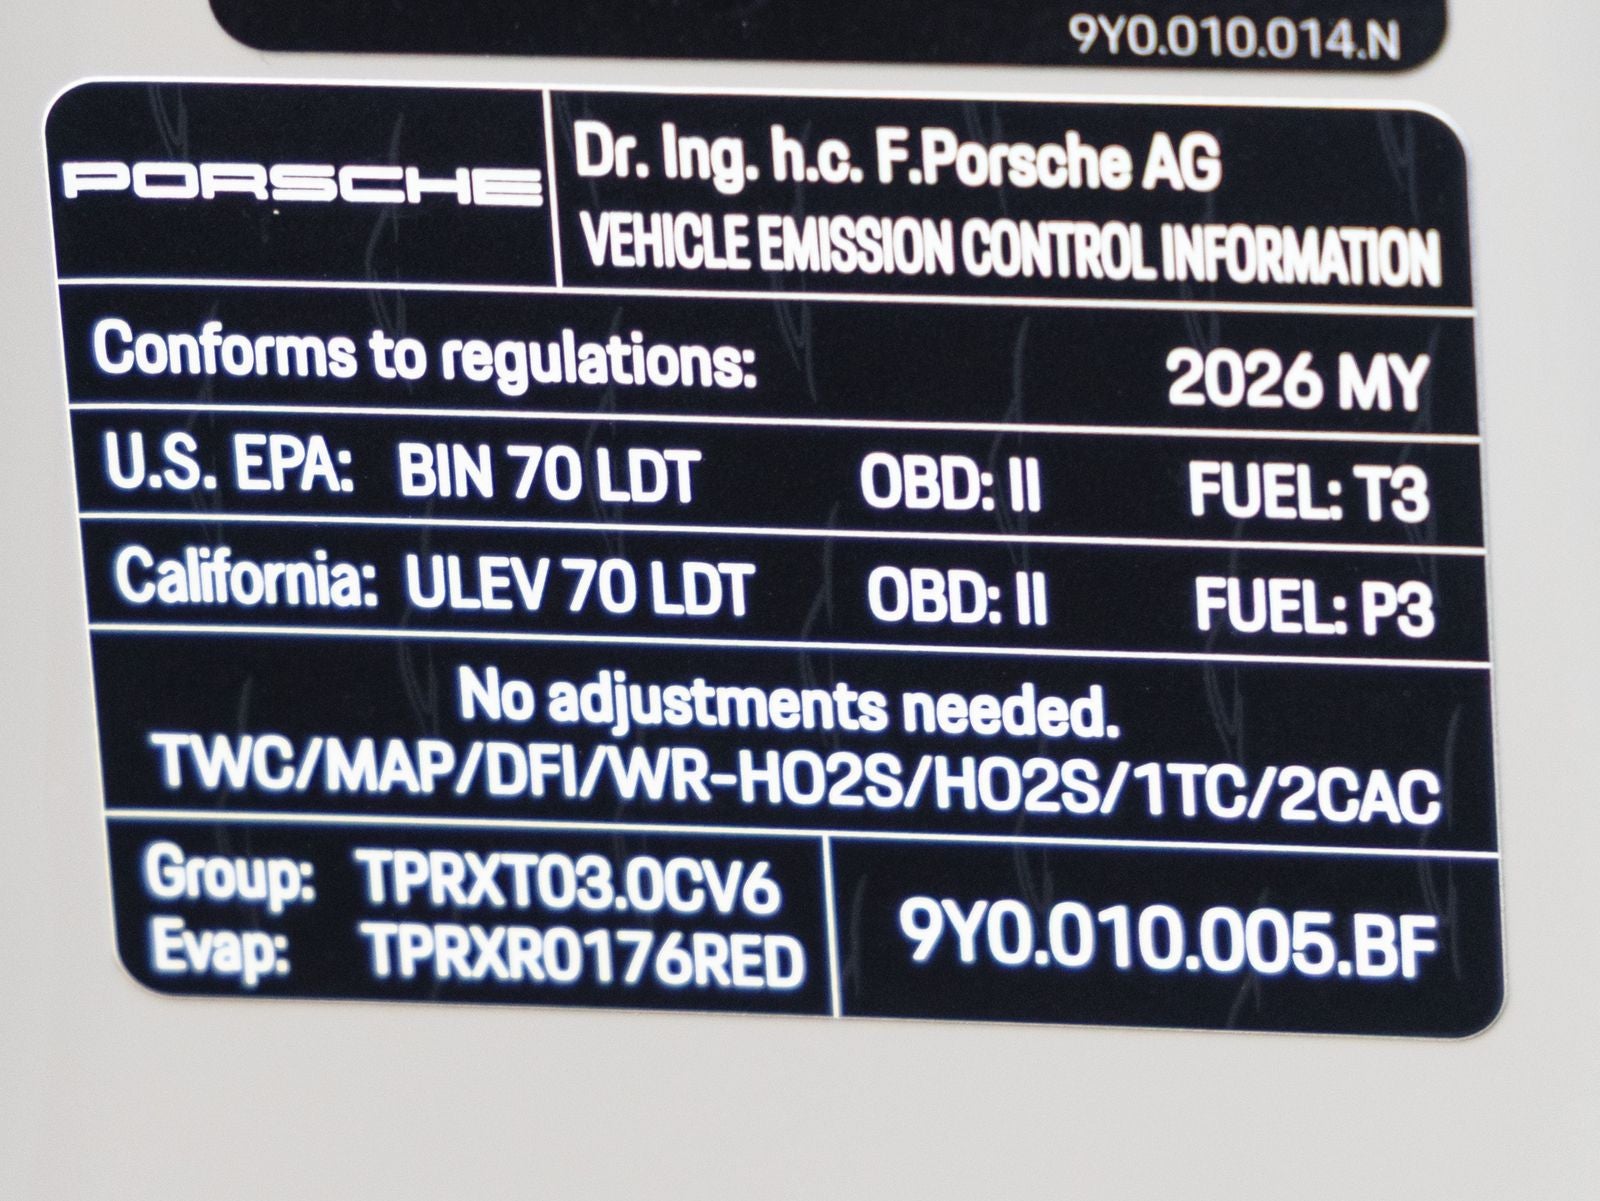 9Y0.010.014.N
PORSCHE
Dr. Ing. h.c. F.Porsche AG
VEHICLE EMISSION CONTROL INFORMATION
Conforms to regulations: 2026 MY
U.S. EPA: BIN 70 LDT OBD: II FUEL: T3
California: ULEV 70 LDT OBD: II FUEL: P3
No adjustments needed.
TWC/MAP/DFI/WR-HO2S/HO2S/1TC/2CAC
Group: TPRXT03.0CV6
Evap: TPRXR0176RED
9Y0.010.005.BF